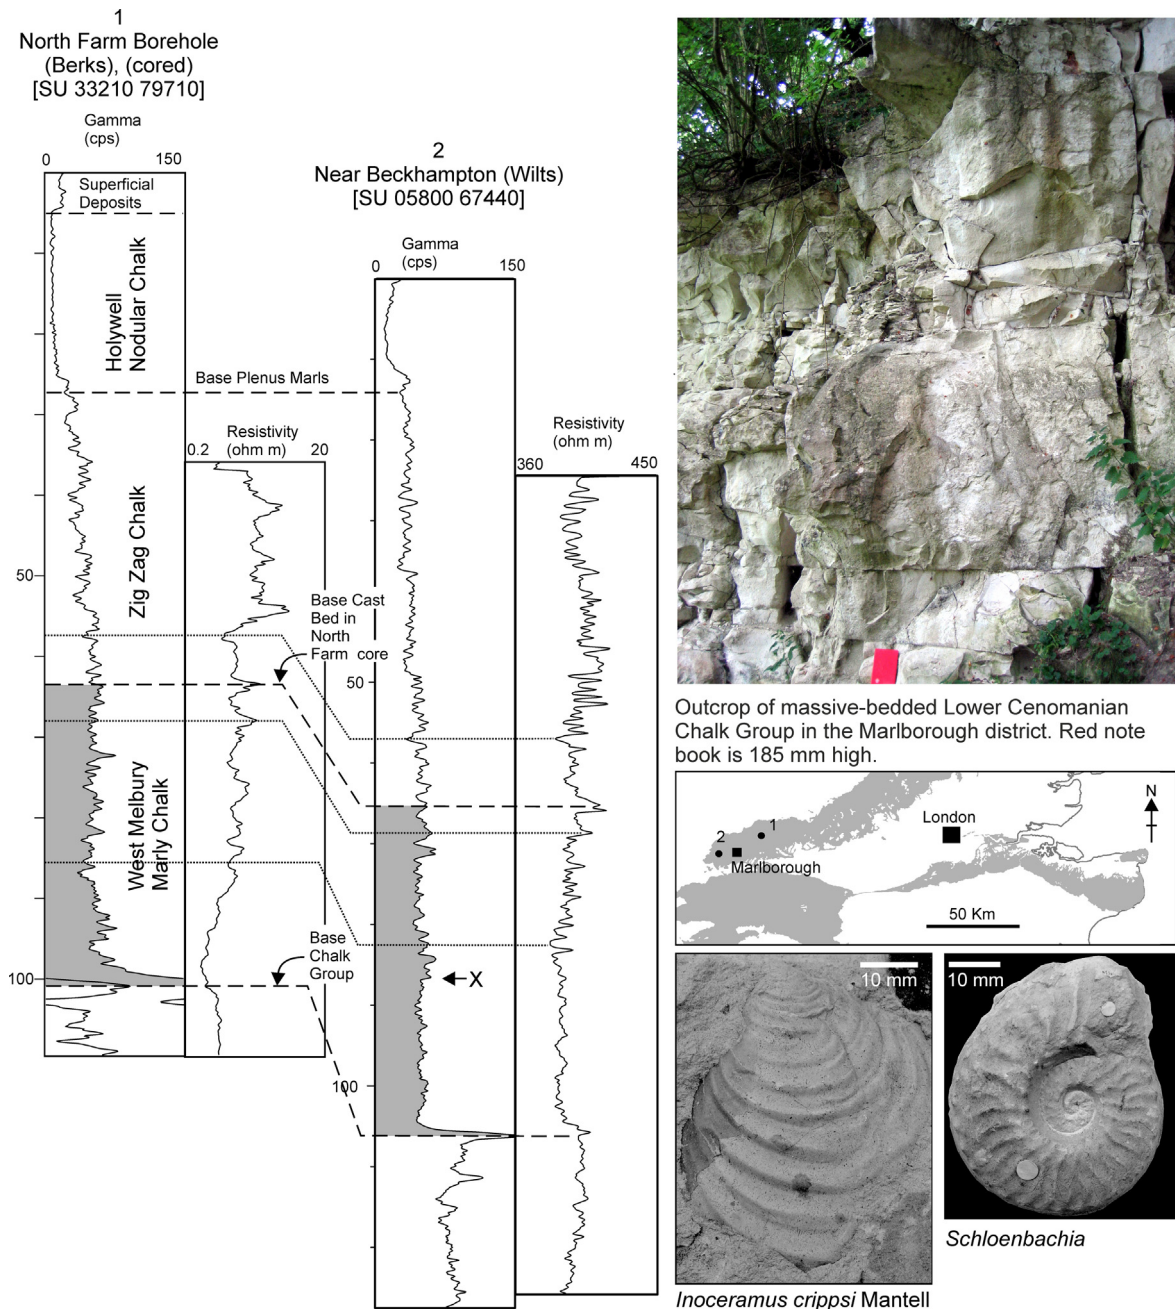 1
North Farm Borehole
(Berks), (cored)
[SU 33210 79710]
Gamma
(cps)
0
150
Superficial
Deposits
Holywell
Nodular Chalk
Zig Zag Chalk
West Melbury
Marly Chalk
50
100
Resistivity
(ohm m)
0.2
20
Base Plenus Marls
Base Cast
Bed in
North
Farm core
Base
Chalk
Group
2
Near Beckhampton (Wilts)
[SU 05800 67440]
Gamma
(cps)
0
150
50
100
X
Resistivity
(ohm m)
360
450
Outcrop of massive-bedded Lower Cenomanian
Chalk Group in the Marlborough district. Red note
book is 185 mm high.
N
London
1
2
Marlborough
50 Km
10 mm
Inoceramus crippsi Mantell
10 mm
Schloenbachia